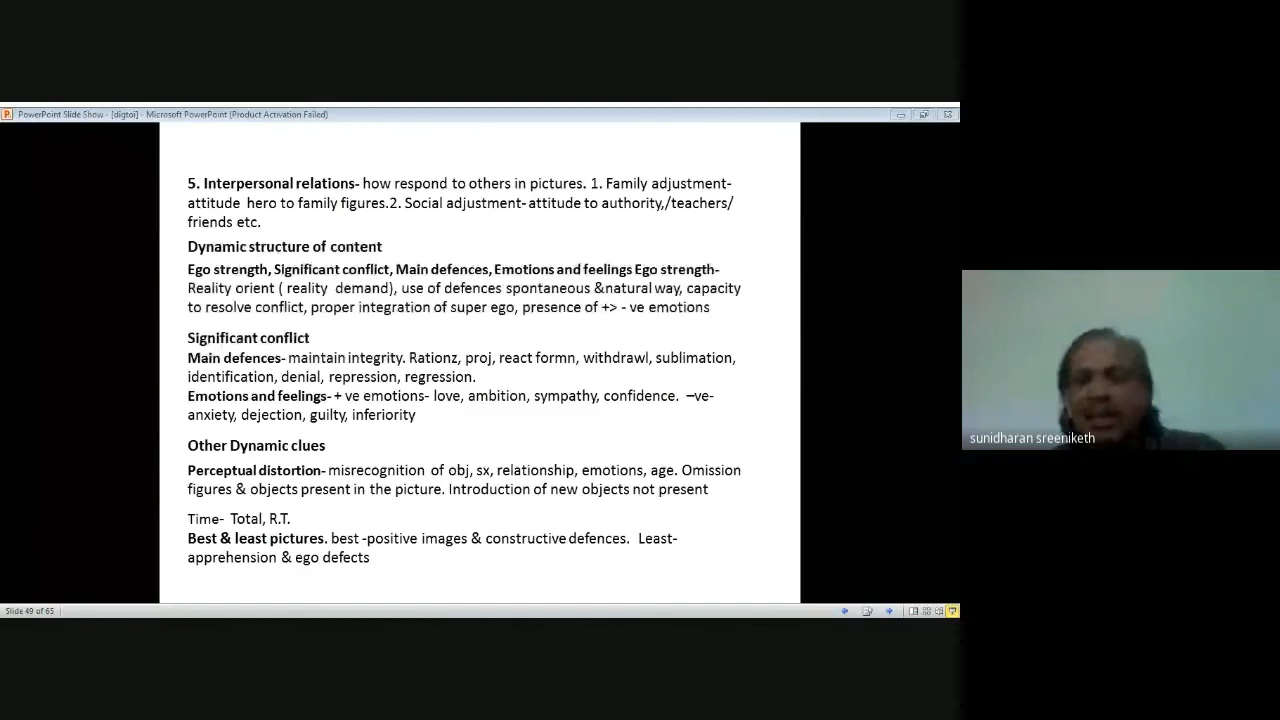 PowerPoint Slide Show - [digtoi] - Microsoft PowerPoint (Product Activation Failed)
5. Interpersonal relations- how respond to others in pictures. 1. Family adjustment-
attitude hero to family figures.2. Social adjustment- attitude to authority,/teachers/
friends etc.
Dynamic structure of content
Ego strength, Significant conflict, Main defences, Emotions and feelings Ego strength-
Reality orient ( reality demand), use of defences spontaneous &natural way, capacity
to resolve conflict, proper integration of super ego, presence of +> - ve emotions
Significant conflict
Main defences- maintain integrity. Rationz, proj, react formn, withdrawl, sublimation,
identification, denial, repression, regression.
Emotions and feelings- + ve emotions- love, ambition, sympathy, confidence. –ve-
anxiety, dejection, guilty, inferiority
Other Dynamic clues
Perceptual distortion- misrecognition of obj, sx, relationship, emotions, age. Omission
figures & objects present in the picture. Introduction of new objects not present
Time- Total, R.T.
Best & least pictures. best -positive images & constructive defences. Least-
apprehension & ego defects
Slide 49 of 65
sunidharan sreeniketh